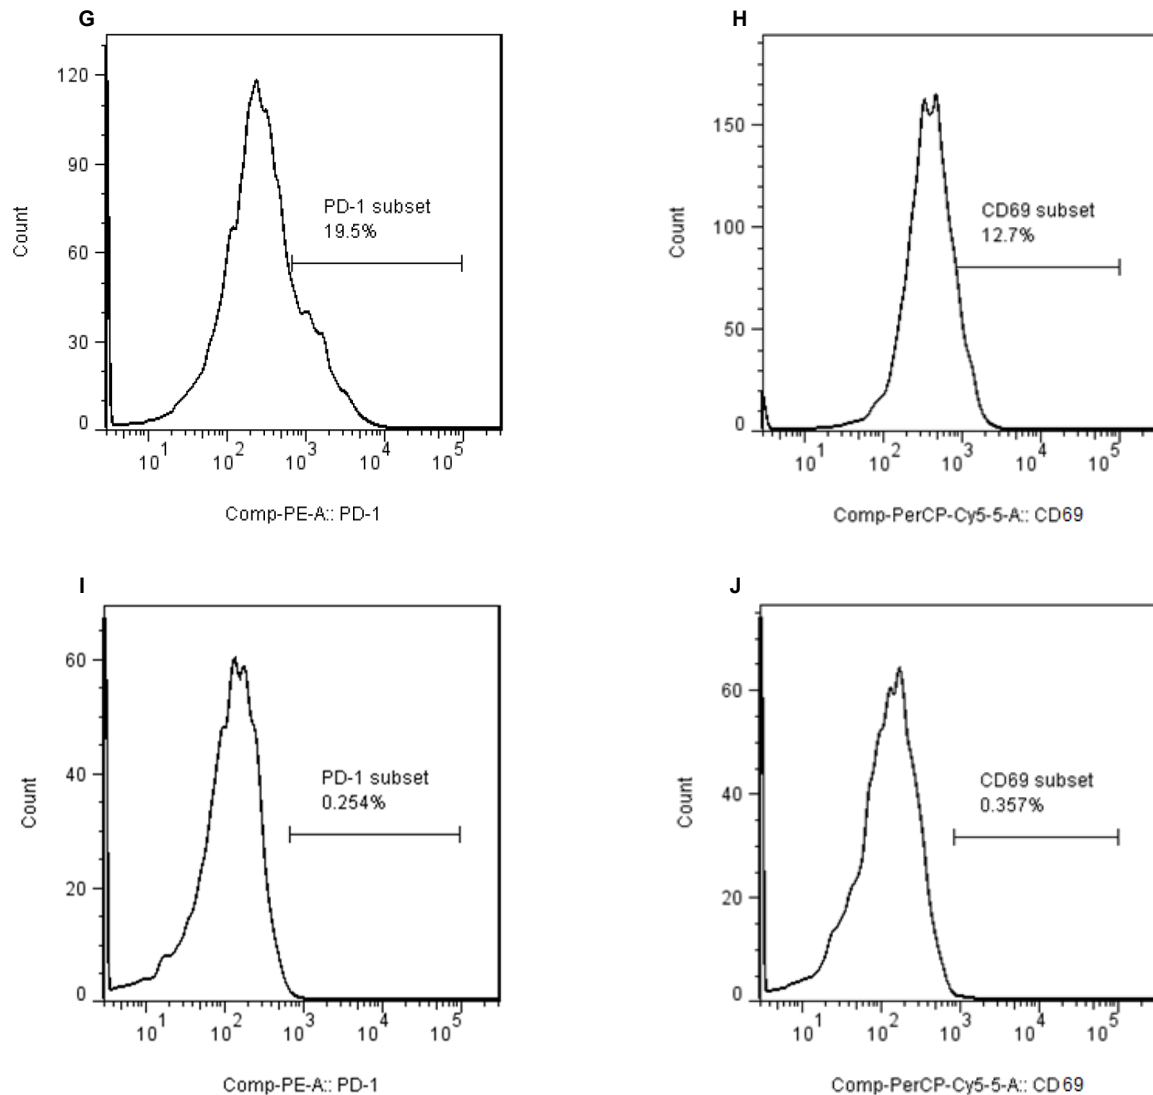 G
120
90
60
30
0
Count
PD-1 subset
19.5%
10^1 10^2 10^3 10^4 10^5
Comp-PE-A:: PD-1
H
150
100
50
0
Count
CD69 subset
12.7%
10^1 10^2 10^3 10^4 10^5
Comp-PerCP-Cy5-5-A:: CD69
I
60
40
20
0
Count
PD-1 subset
0.254%
10^1 10^2 10^3 10^4 10^5
Comp-PE-A:: PD-1
J
60
40
20
0
Count
CD69 subset
0.357%
10^1 10^2 10^3 10^4 10^5
Comp-PerCP-Cy5-5-A:: CD69